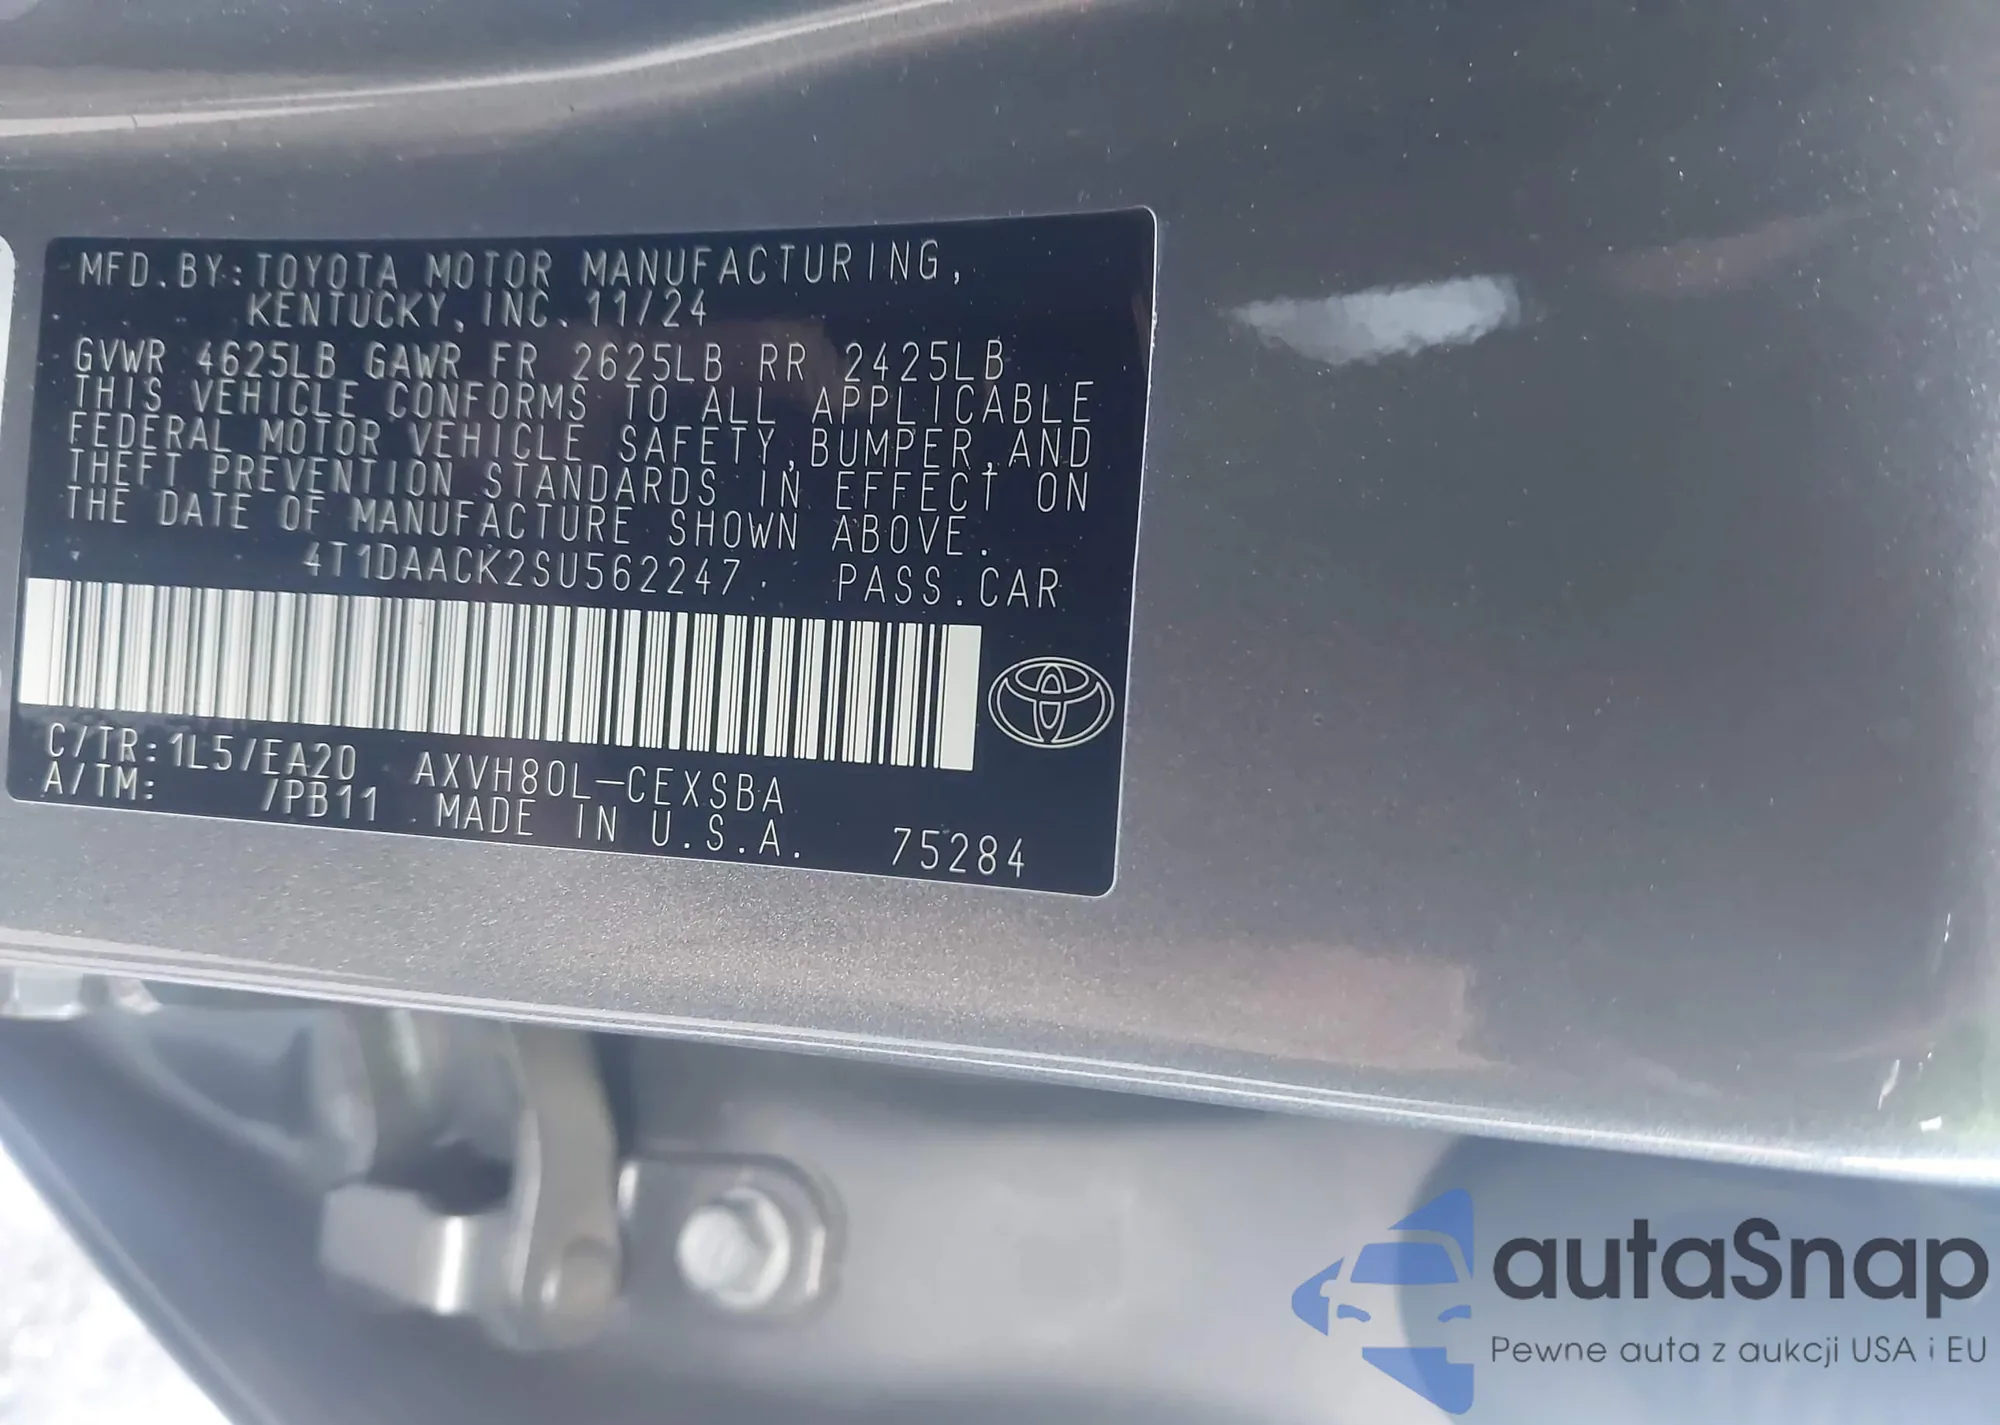 MFD.BY:TOYOTA MOTOR MANUFACTURING,
KENTUCKY, INC. 11/24
GVWR 4625LB GAWR FR 2625LB RR 2425LB
THIS VEHICLE CONFORMS TO ALL APPLICABLE
FEDERAL MOTOR VEHICLE SAFETY, BUMPER, AND
THEFT PREVENTION STANDARDS IN EFFECT ON
THE DATE OF MANUFACTURE SHOWN ABOVE.
4T1DAACK2SU562247. PASS.CAR
C/TR:1L5/EA20 AXVH80L-CEXSBA
A/TM: /PB11 MADE IN U.S.A. 75284
autaSnap
Pewne auta z aukcji USA i EU